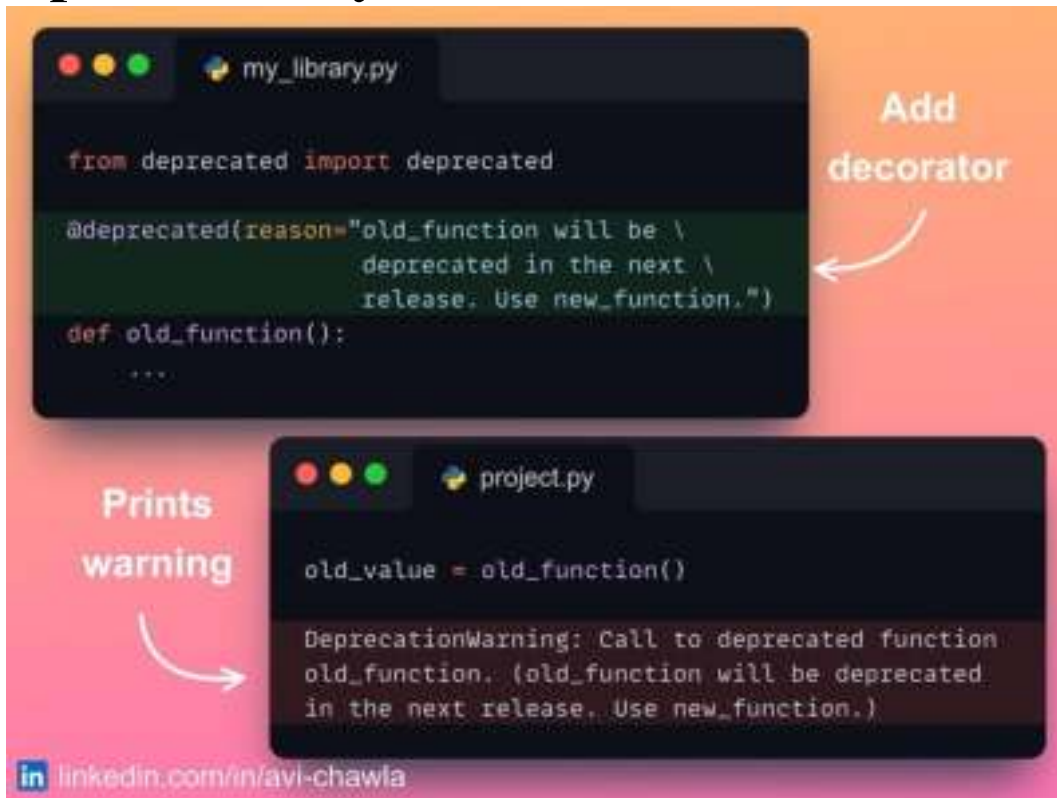 my_library.py
Add
decorator
from deprecated import deprecated
@deprecated(reason="old_function will be \
deprecated in the next \
release. Use new_function.")
def old_function():
...
project.py
Prints
warning
old_value = old_function()
DeprecationWarning: Call to deprecated function
old_function. (old_function will be deprecated
in the next release. Use new_function.)
in linkedin.com/in/avi-chawla